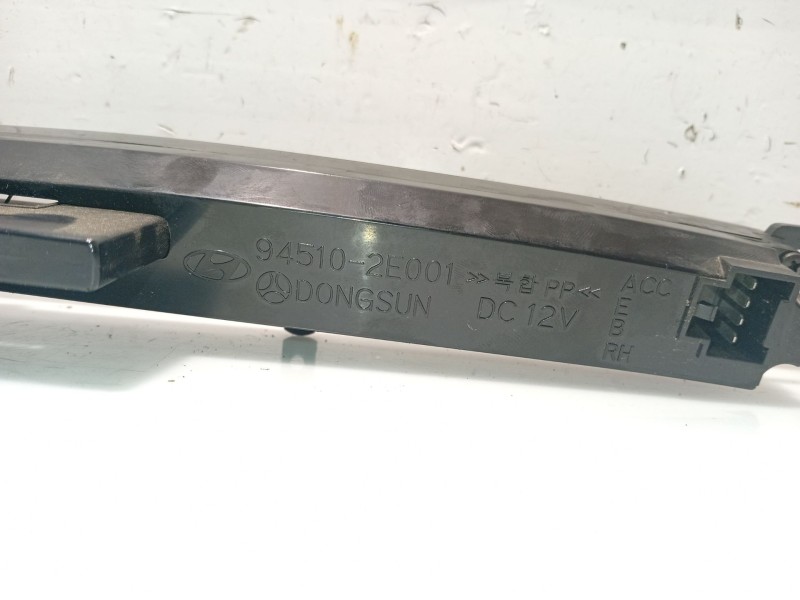 94510-2E001 >>복합 PP<< ACC
DONGSUN DC 12V E
B
RH